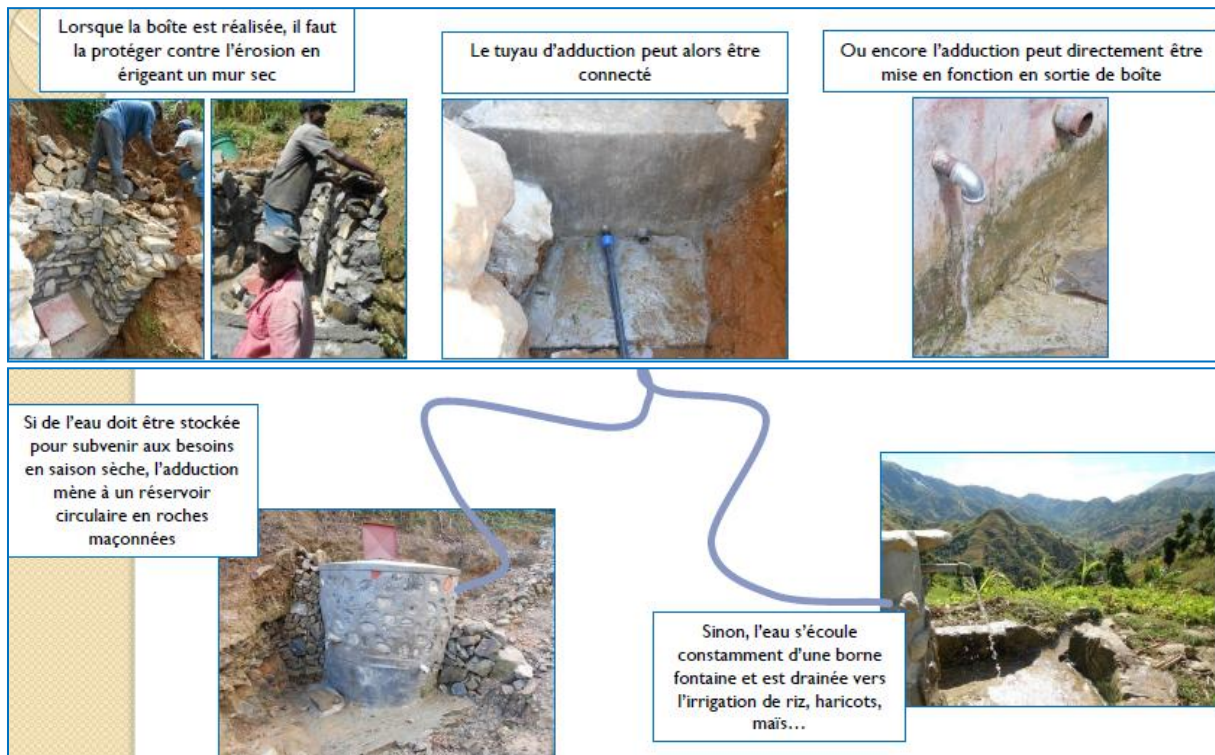 Lorsque la boîte est réalisée, il faut
la protéger contre l'érosion en
érigeant un mur sec
Le tuyau d'adduction peut alors être
connecté
Ou encore l'adduction peut directement être
mise en fonction en sortie de boîte
Si de l'eau doit être stockée
pour subvenir aux besoins
en saison sèche, l'adduction
mène à un réservoir
circulaire en roches
maçonnées
Sinon, l'eau s'écoule
constamment d'une borne
fontaine et est drainée vers
l'irrigation de riz, haricots,
maïs…